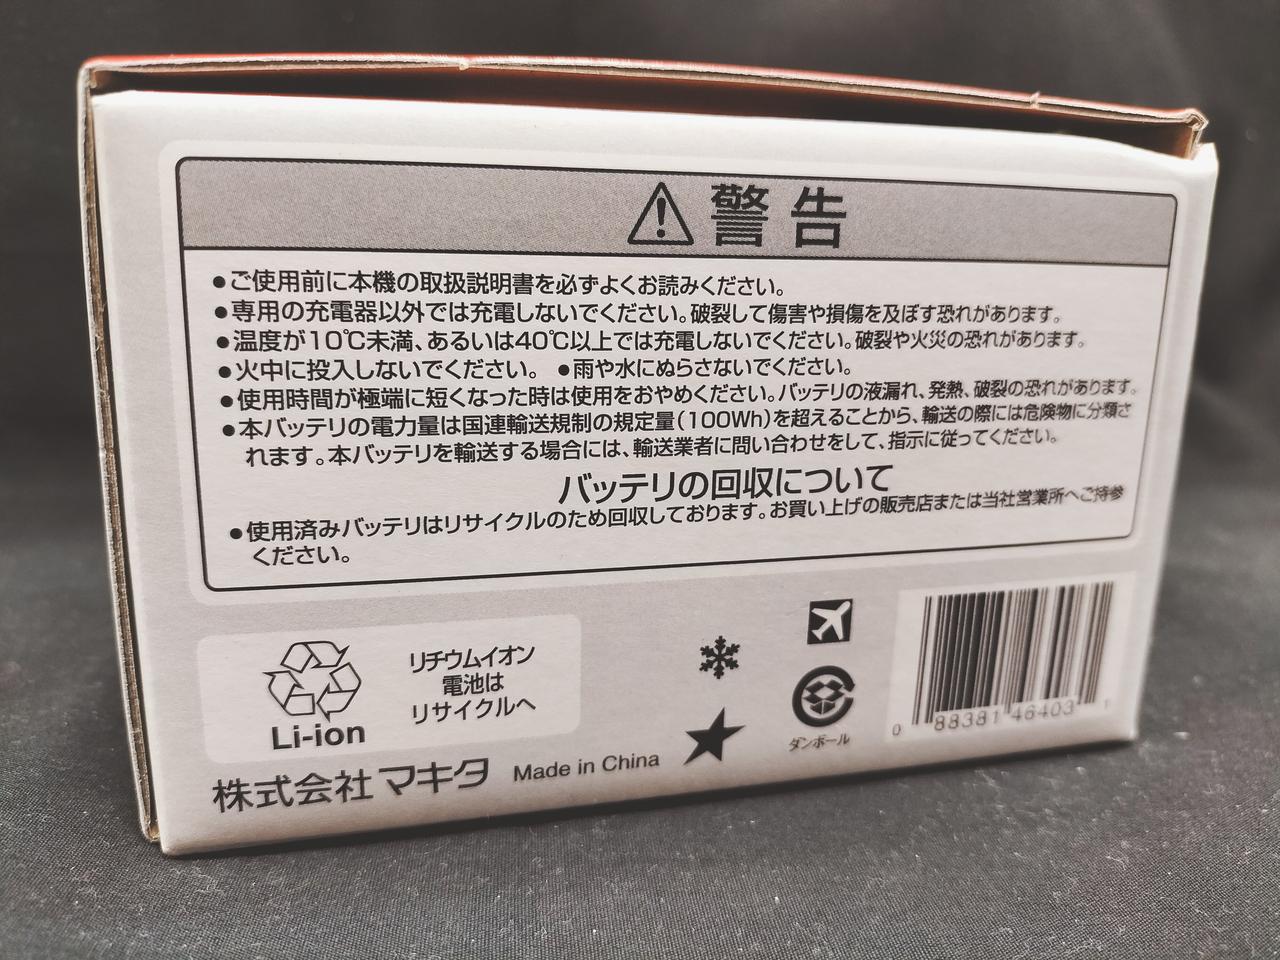 警告
●ご使用前に本機の取扱説明書を必ずよくお読みください。
●専用の充電器以外では充電しないでください。破裂して傷害や損傷を及ぼす恐れがあります。
●温度が10℃未満、あるいは40℃以上では充電しないでください。破裂や火災の恐れがあります。
●火中に投入しないでください。 ●雨や水にぬらさないでください。
●使用時間が極端に短くなった時は使用をおやめください。バッテリの液漏れ、発熱、破裂の恐れがあります。
●本バッテリの電力量は国連輸送規制の規定量(100Wh)を超えることから、輸送の際には危険物に分類さ
れます。本バッテリを輸送する場合には、輸送業者に問い合わせをして、指示に従ってください。
バッテリの回収について
●使用済みバッテリはリサイクルのため回収しております。お買い上げの販売店または当社営業所へご持参
ください。
リチウムイオン
電池は
リサイクルへ
Li-ion
株式会社マキタ
Made in China
ダンボール
0 88381 46403 1